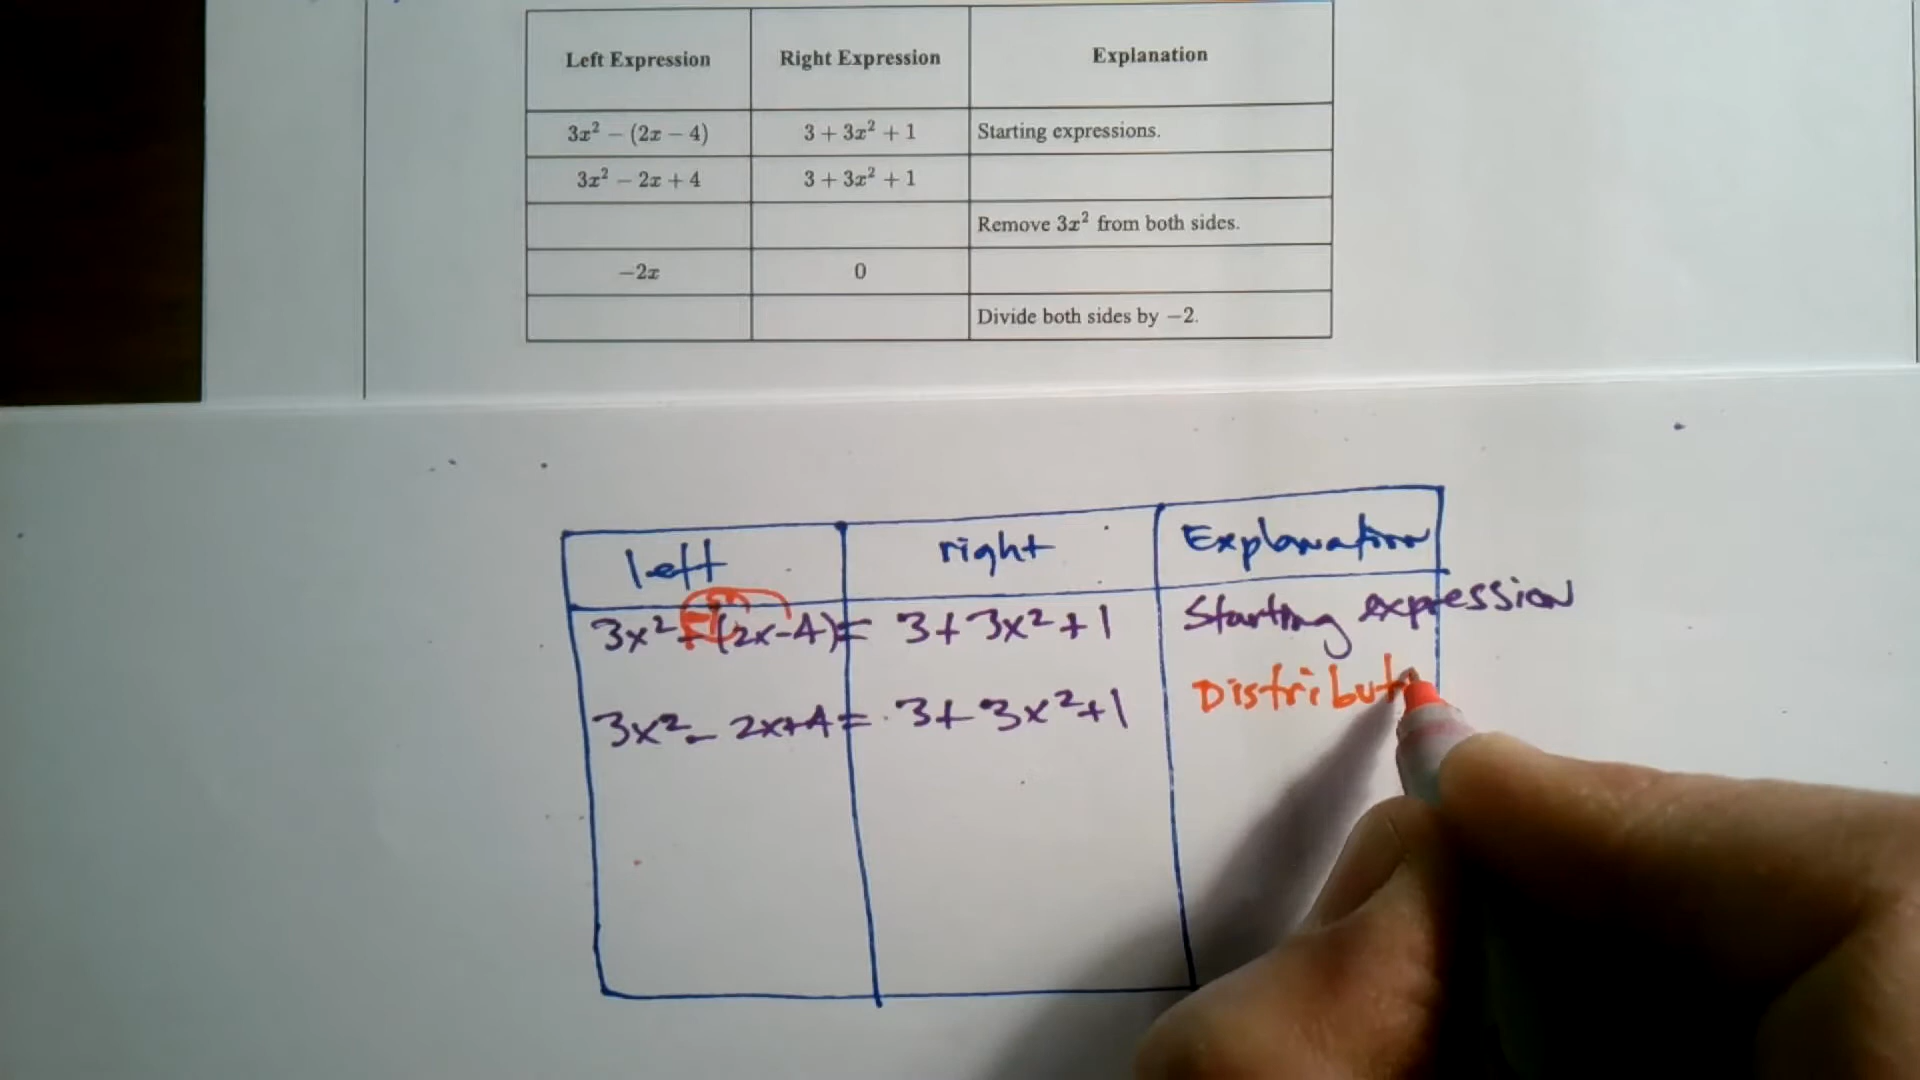 Left Expression Right Expression Explanation
3x² − (2x − 4) 3 + 3x² + 1 Starting expressions.
3x² − 2x + 4 3 + 3x² + 1
Remove 3x² from both sides.
−2x 0
Divide both sides by −2.
left right Explanation
3x² - (2x-4) = 3 + 3x² + 1 Starting expression
3x² - 2x+4 = 3 + 3x² + 1 Distribut